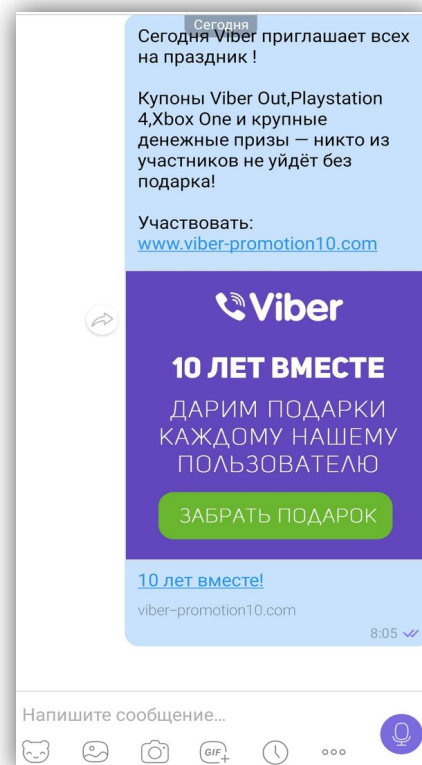 Сегодня
Сегодня Viber приглашает всех
на праздник !
Купоны Viber Out,Playstation
4,Xbox One и крупные
денежные призы — никто из
участников не уйдёт без
подарка!
Участвовать:
www.viber-promotion10.com
Viber
10 ЛЕТ ВМЕСТЕ
ДАРИМ ПОДАРКИ
КАЖДОМУ НАШЕМУ
ПОЛЬЗОВАТЕЛЮ
ЗАБРАТЬ ПОДАРОК
10 лет вместе!
viber-promotion10.com
8:05
Напишите сообщение...
GIF